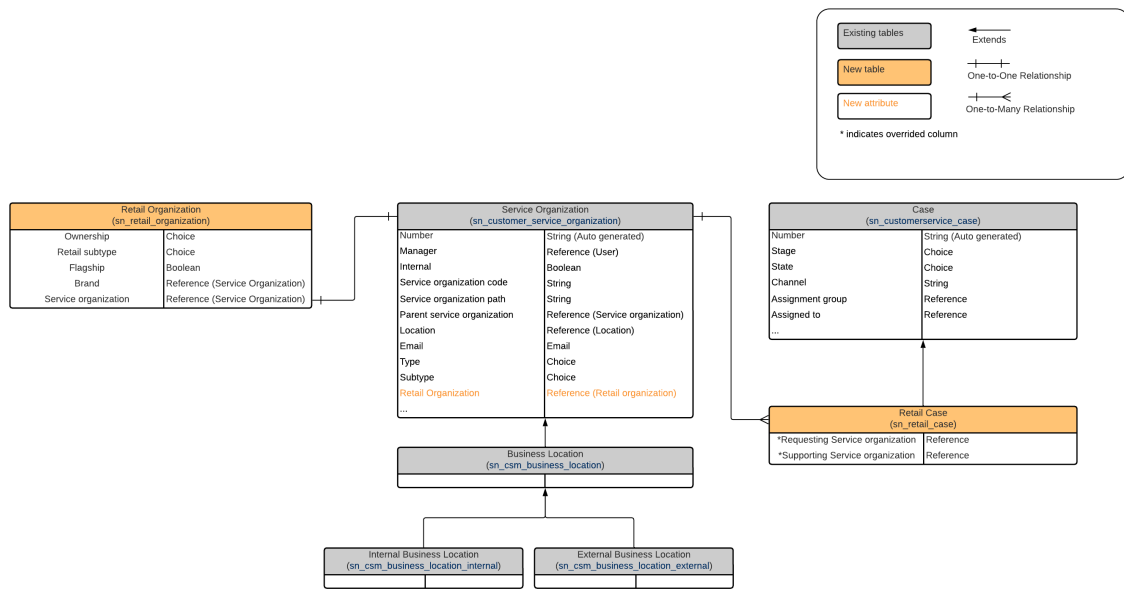 Existing tables
Extends
New table
One-to-One Relationship
New attribute
One-to-Many Relationship
* indicates overrided column
Retail Organization
(sn_retail_organization)
Ownership Choice
Retail subtype Choice
Flagship Boolean
Brand Reference (Service Organization)
Service organization Reference (Service Organization)
Service Organization
(sn_customer_service_organization)
Number String (Auto generated)
Manager Reference (User)
Internal Boolean
Service organization code String
Service organization path String
Parent service organization Reference (Service organization)
Location Reference (Location)
Email Email
Type Choice
Subtype Choice
Retail Organization Reference (Retail organization)
...
Case
(sn_customerservice_case)
Number String (Auto generated)
Stage Choice
State Choice
Channel String
Assignment group Reference
Assigned to Reference
...
Retail Case
(sn_retail_case)
*Requesting Service organization Reference
*Supporting Service organization Reference
Business Location
(sn_csm_business_location)
Internal Business Location
(sn_csm_business_location_internal)
External Business Location
(sn_csm_business_location_external)